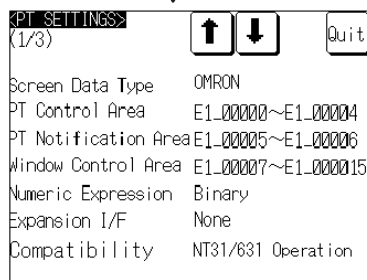 <PT SETTINGS>
(1/3)
Quit
Screen Data Type OMRON
PT Control Area E1_00000~E1_00004
PT Notification Area E1_00005~E1_00006
Window Control Area E1_00007~E1_000015
Numeric Expression Binary
Expansion I/F None
Compatibility NT31/631 Operation